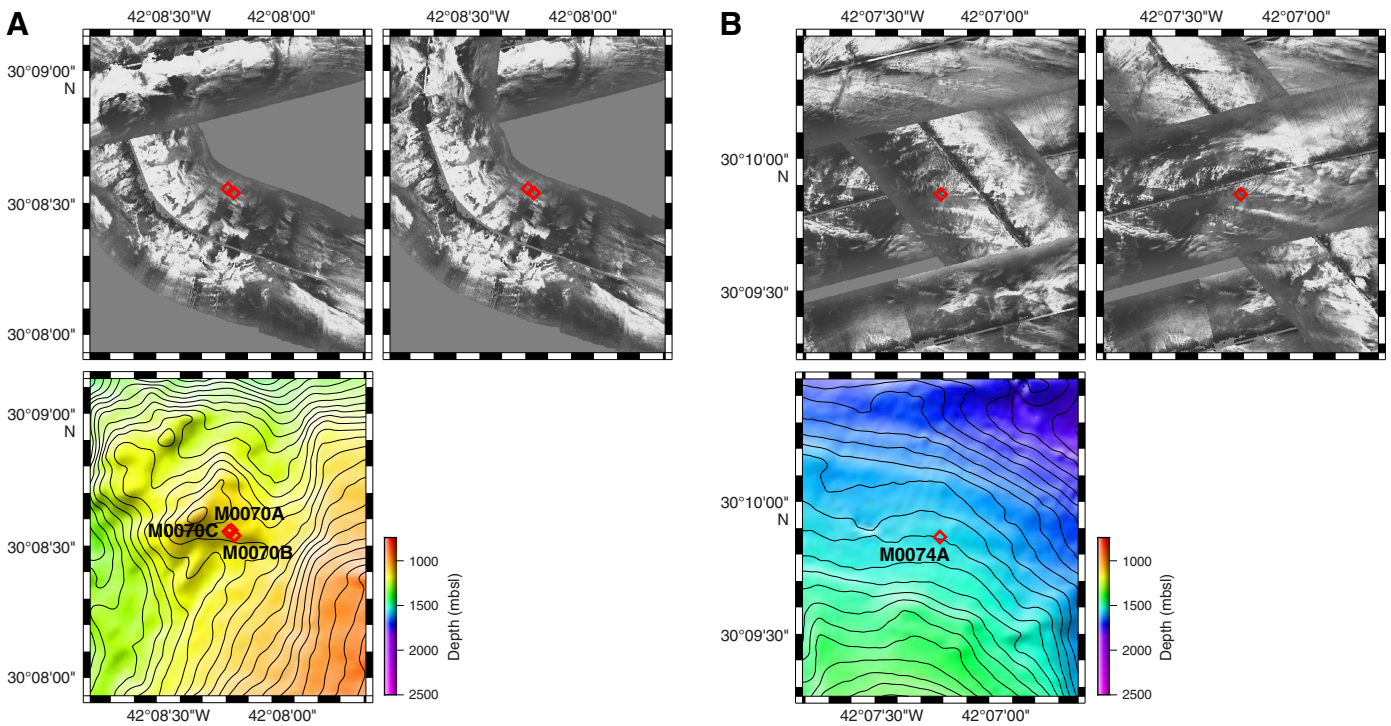 A
B
42°08'30"W 42°08'00"
42°08'30"W 42°08'00"
42°07'30"W 42°07'00"
42°07'30"W 42°07'00"
30°09'00"
N
30°08'30"
30°08'00"
30°10'00"
N
30°09'30"
30°09'00"
N
30°08'30"
30°08'00"
M0070A
M0070C
M0070B
42°08'30"W 42°08'00"
1000
1500
2000
2500
Depth (mbsl)
30°10'00"
N
30°09'30"
M0074A
42°07'30"W 42°07'00"
1000
1500
2000
2500
Depth (mbsl)